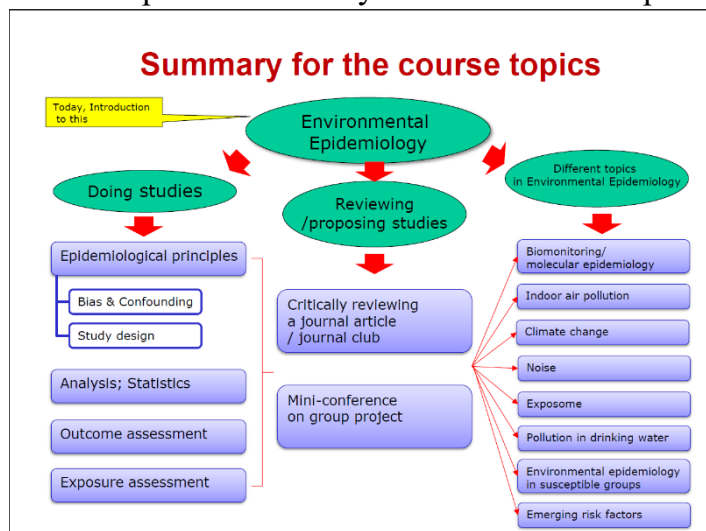 Summary for the course topics
Today, Introduction
to this
Environmental
Epidemiology
Doing studies
Reviewing
/proposing studies
Different topics
in Environmental Epidemiology
Epidemiological principles
Bias & Confounding
Study design
Analysis; Statistics
Outcome assessment
Exposure assessment
Critically reviewing
a journal article
/ journal club
Mini-conference
on group project
Biomonitoring/
molecular epidemiology
Indoor air pollution
Climate change
Noise
Exposome
Pollution in drinking water
Environmental epidemiology
in susceptible groups
Emerging risk factors